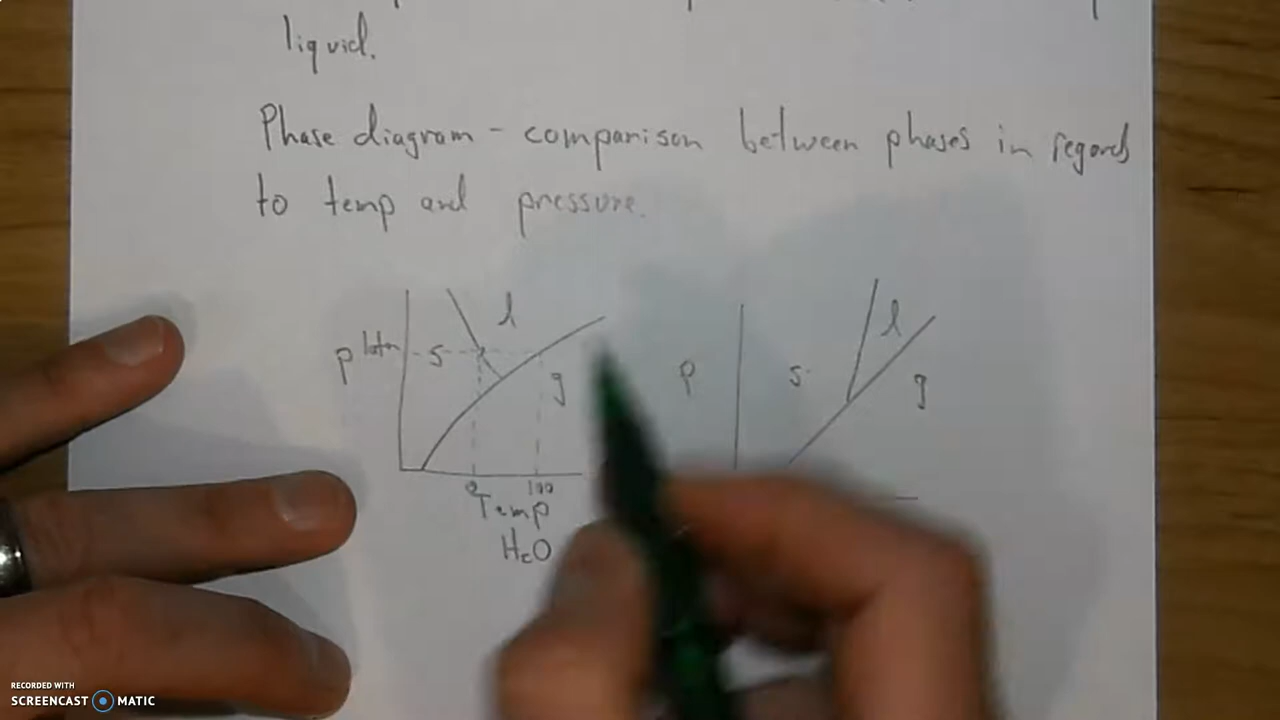 liquid.
Phase diagram - comparison between phases in regards
to temp and pressure.
P 1atm s l g
0 100
Temp
H2O
P s l g
RECORDED WITH
SCREENCAST MATIC